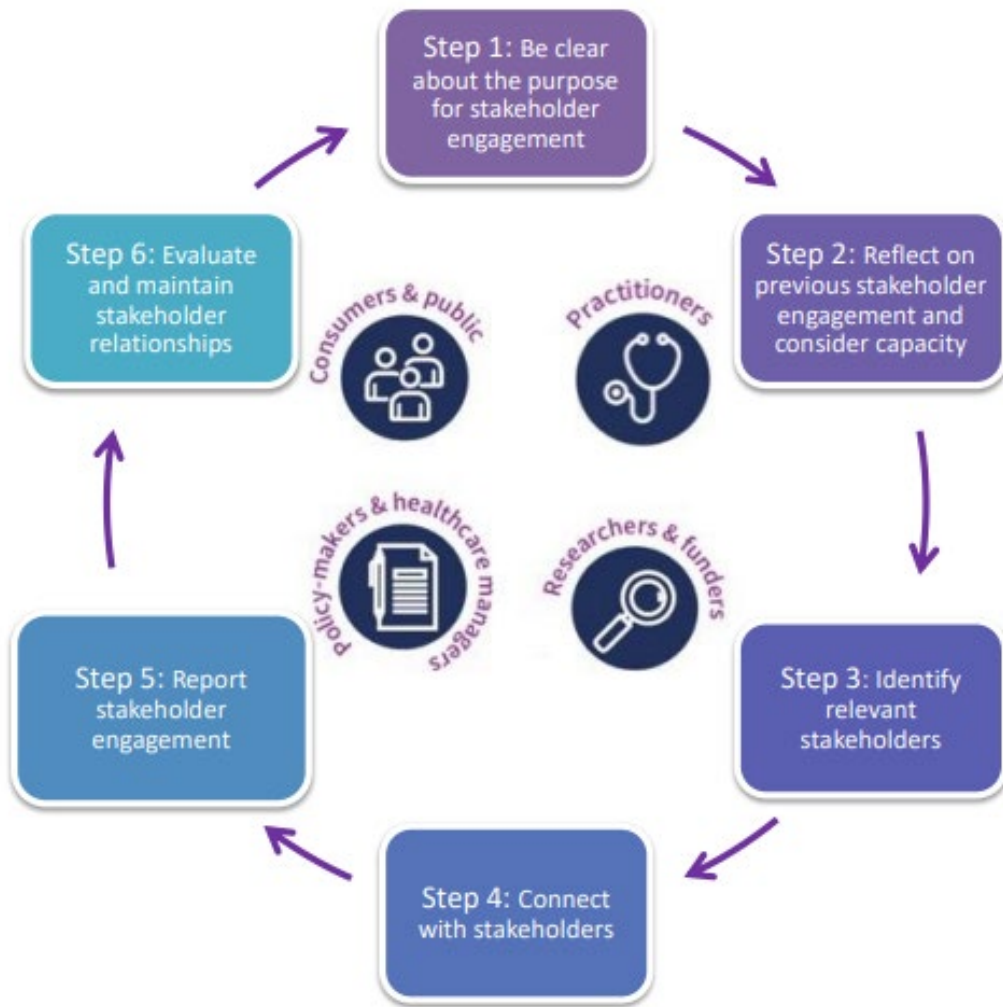 Step 1: Be clear
about the purpose
for stakeholder
engagement
Step 2: Reflect on
previous stakeholder
engagement and
consider capacity
Step 3: Identify
relevant
stakeholders
Step 4: Connect
with stakeholders
Step 5: Report
stakeholder
engagement
Step 6: Evaluate
and maintain
stakeholder
relationships
Consumers & public
Practitioners
Policy-makers & healthcare managers
Researchers & funders